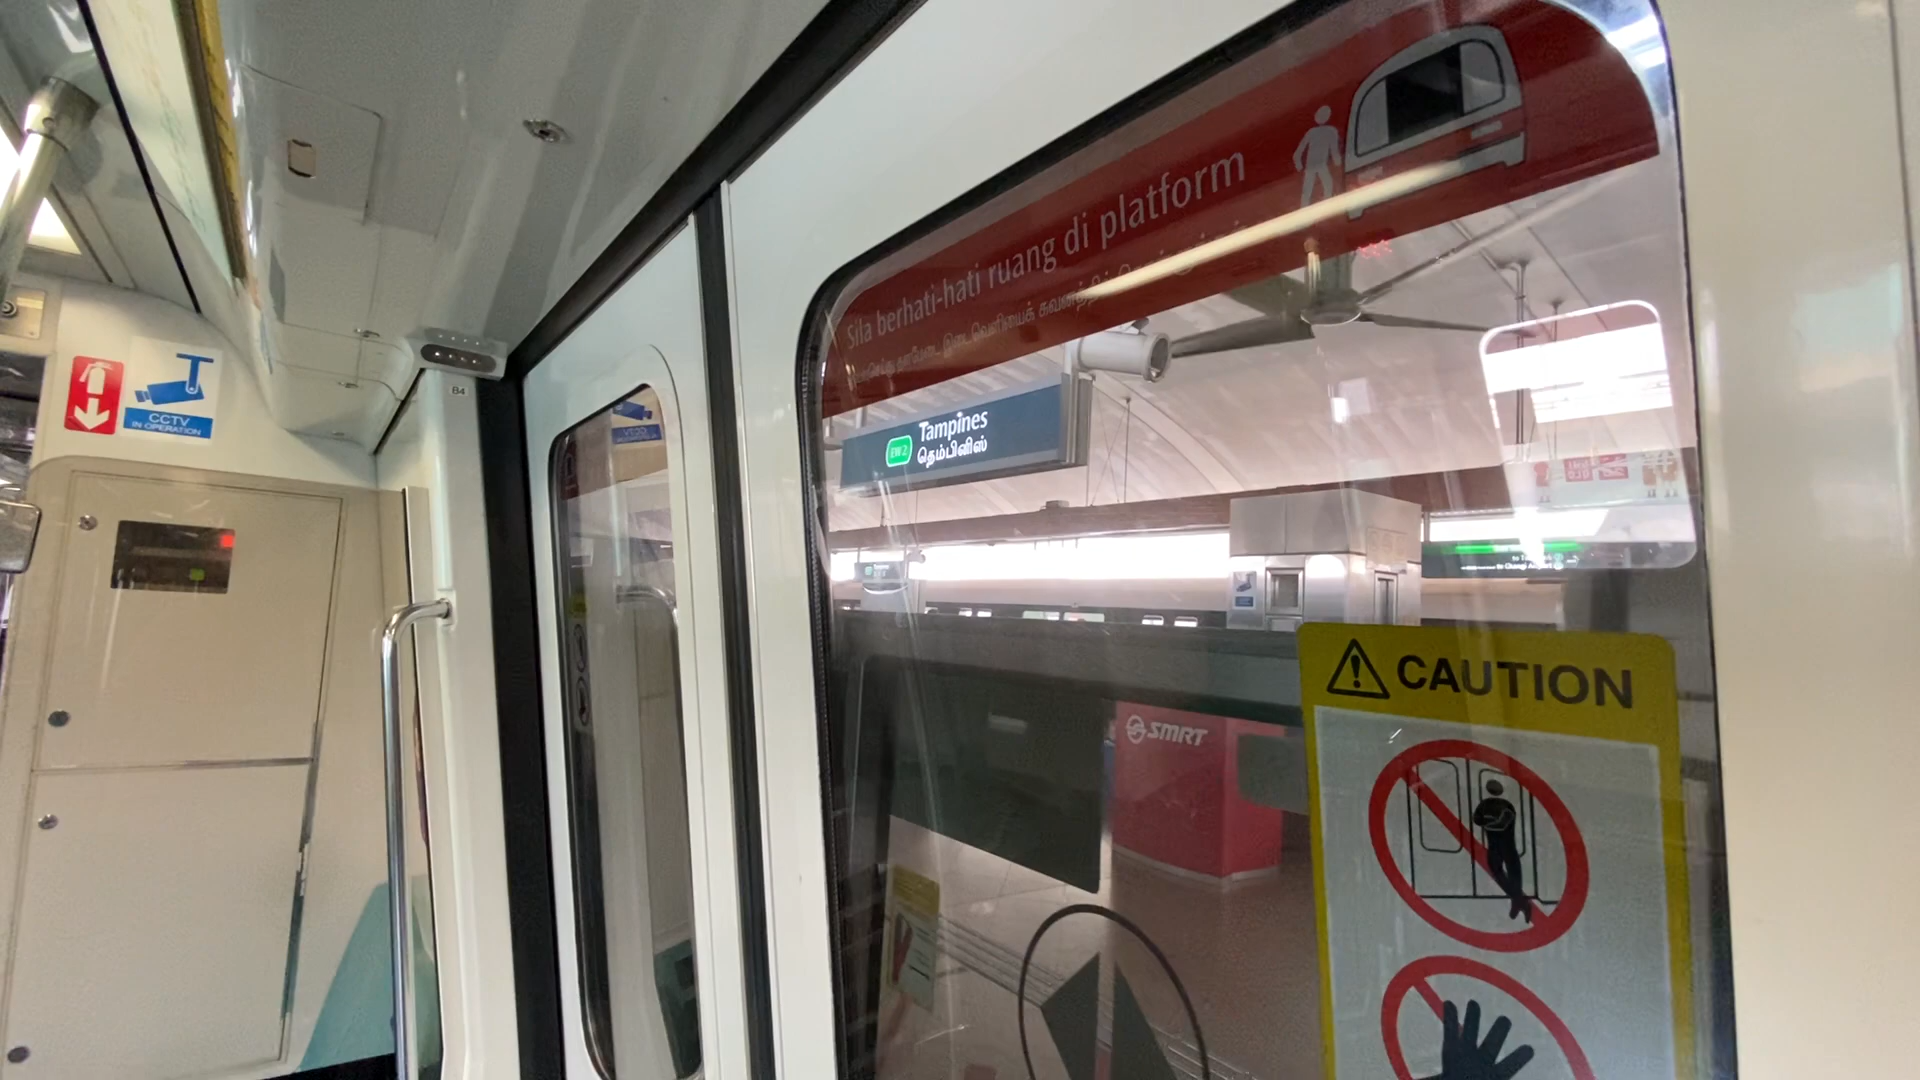 CCTV
IN OPERATION
B4
Sila berhati-hati ruang di platform
EW2
Tampines
தெம்பினிஸ்
SMRT
CAUTION